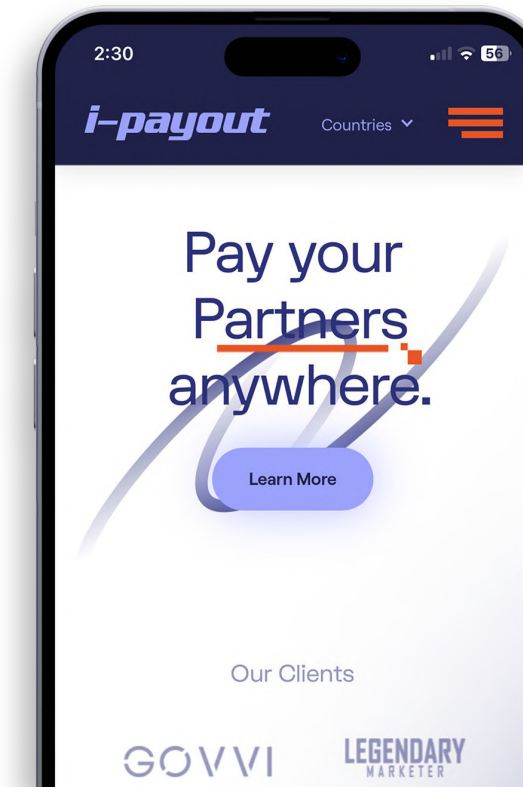 2:30
56
i-payout
Countries
Pay your
Partners
anywhere.
Learn More
Our Clients
GOVVI
LEGENDARY
MARKETER